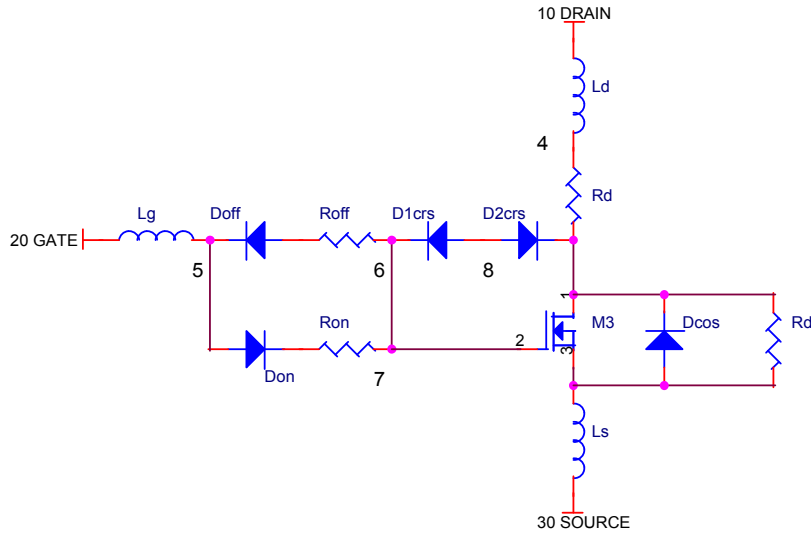 10 DRAIN
Ld
4
Rd
Lg
Doff
Roff
D1crs
D2crs
20 GATE
5
6
8
1
Ron
2
M3
3
Dcos
Rd
Don
7
Ls
30 SOURCE